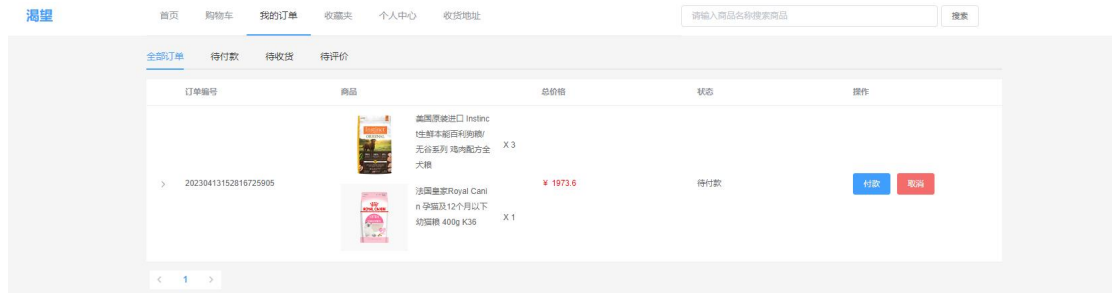 渴望 首页 购物车 我的订单 收藏夹 个人中心 收货地址 请输入商品名称搜索商品 搜索
全部订单 待付款 待收货 待评价
订单编号 商品 总价格 状态 操作
美国原装进口 Instinc
t生鲜本能百利狗粮/
无谷系列 鸡肉配方全
犬粮
X 3
20230413152816725905
法国皇家Royal Cani
n 孕猫及12个月以下
幼猫粮 400g K36
X 1
¥ 1973.6
待付款
付款 取消
ROYAL CANIN
1